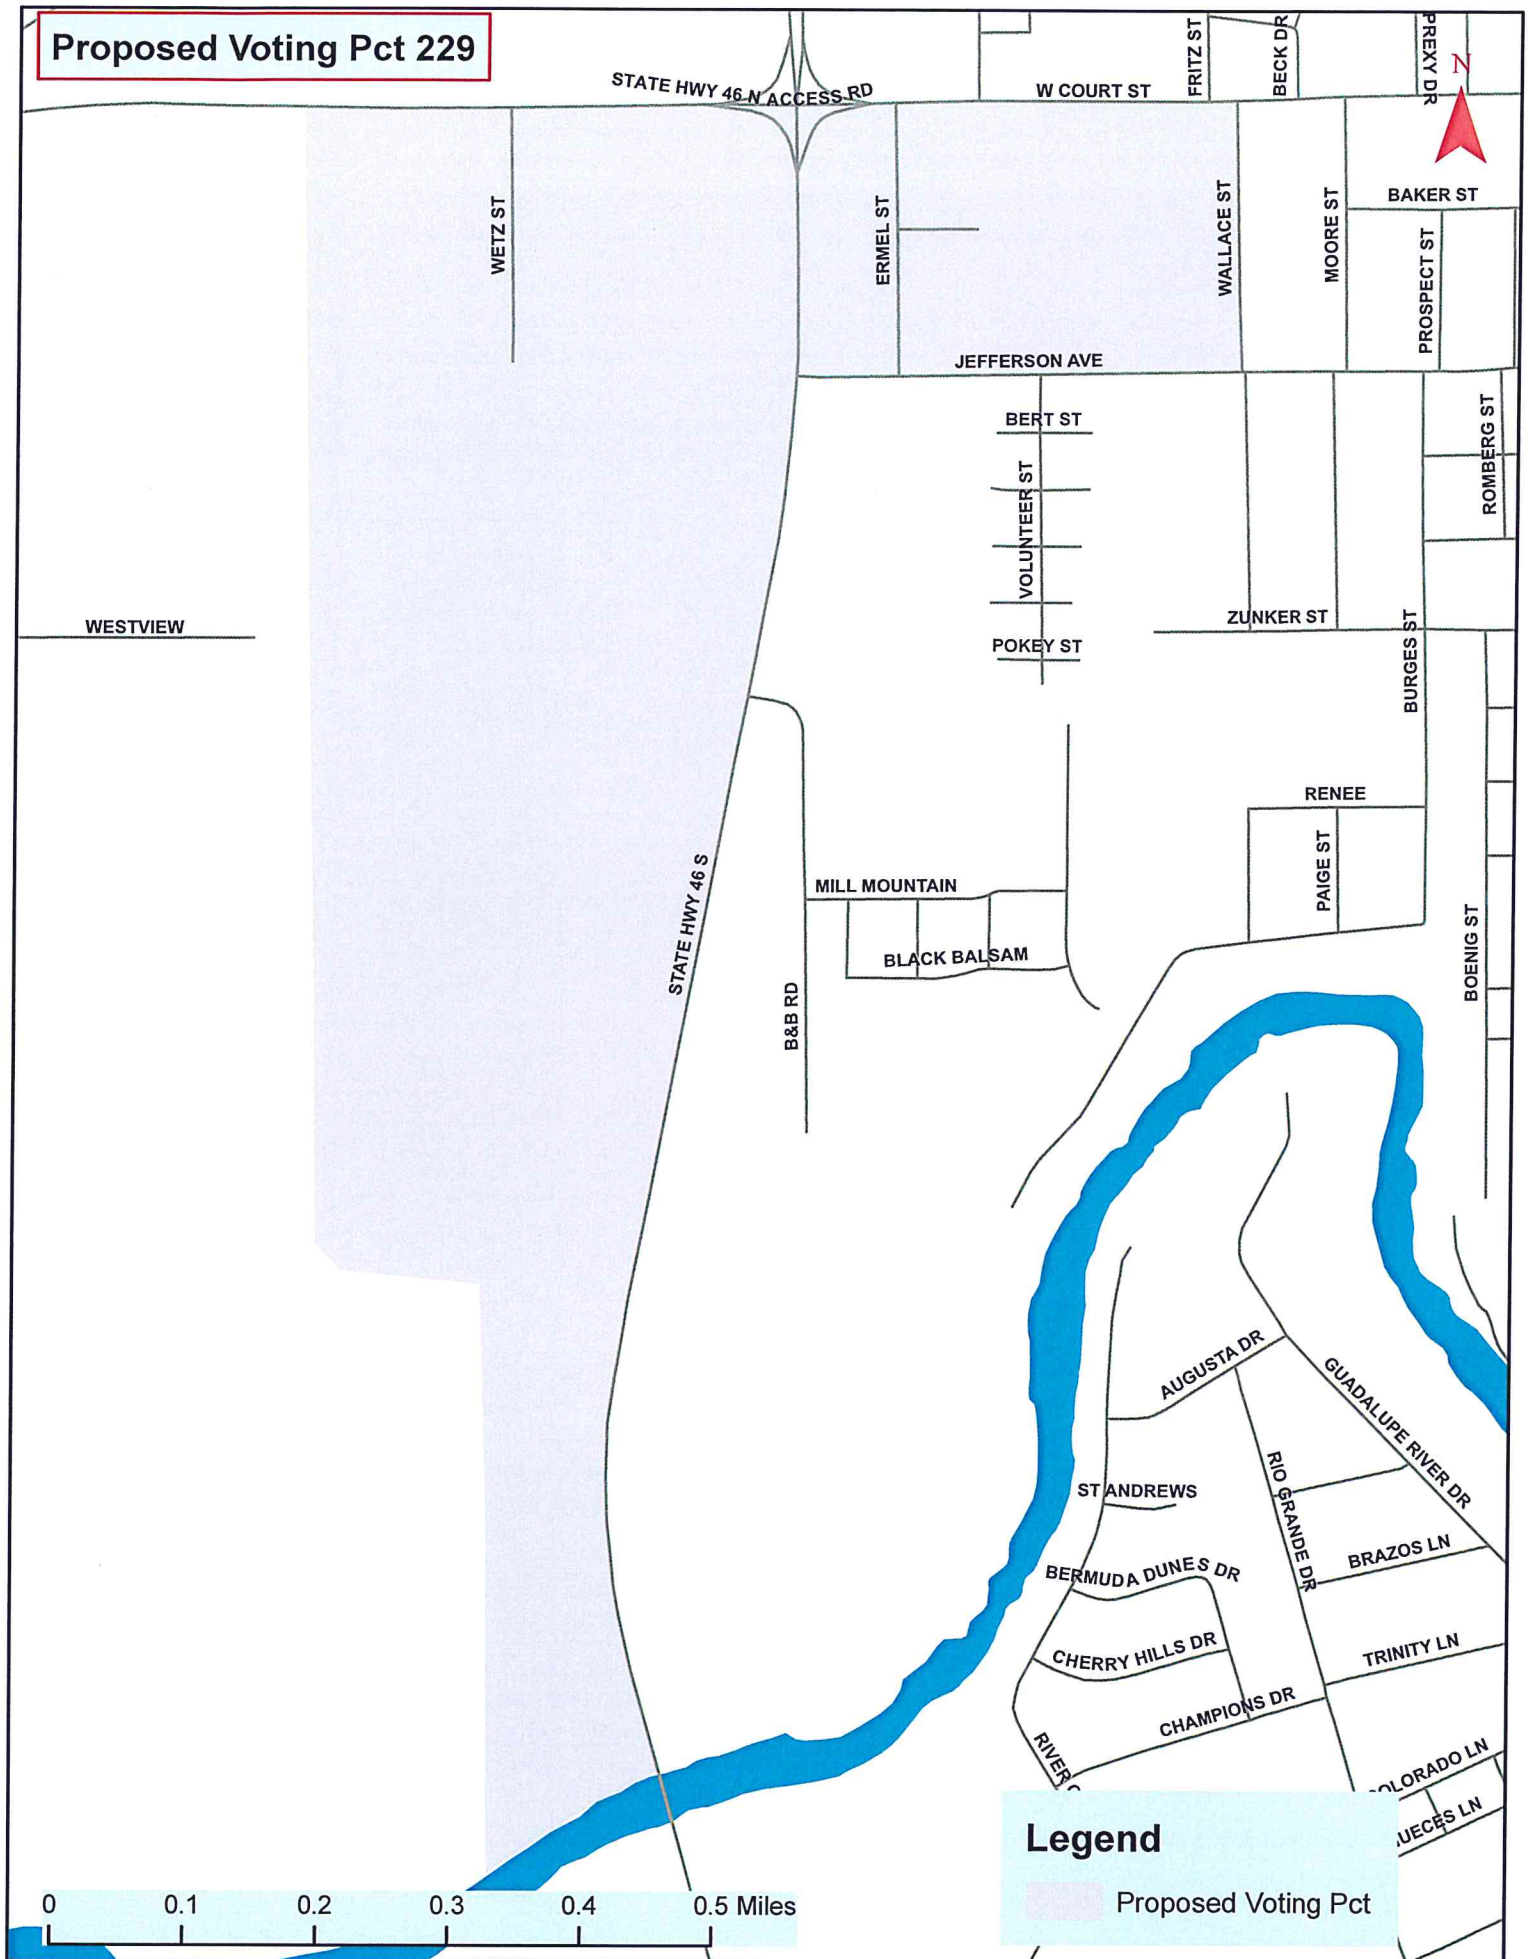 Proposed Voting Pct 229
STATE HWY 46 N ACCESS RD
W COURT ST
FRITZ ST
BECK DR
PREXY DR
N
WETZ ST
ERMEL ST
WALLACE ST
MOORE ST
BAKER ST
PROSPECT ST
JEFFERSON AVE
BERT ST
VOLUNTEER ST
ROMBERG ST
WESTVIEW
POKEY ST
ZUNKER ST
BURGES ST
RENEE
PAIGE ST
STATE HWY 46 S
MILL MOUNTAIN
BLACK BALSAM
B&B RD
BOENIG ST
AUGUSTA DR
GUADALUPE RIVER DR
RIO GRANDE DR
ST ANDREWS
BRAZOS LN
BERMUDA DUNES DR
CHERRY HILLS DR
TRINITY LN
CHAMPIONS DR
RIVER
OLORADO LN
UECES LN
Legend
Proposed Voting Pct
0 0.1 0.2 0.3 0.4 0.5 Miles